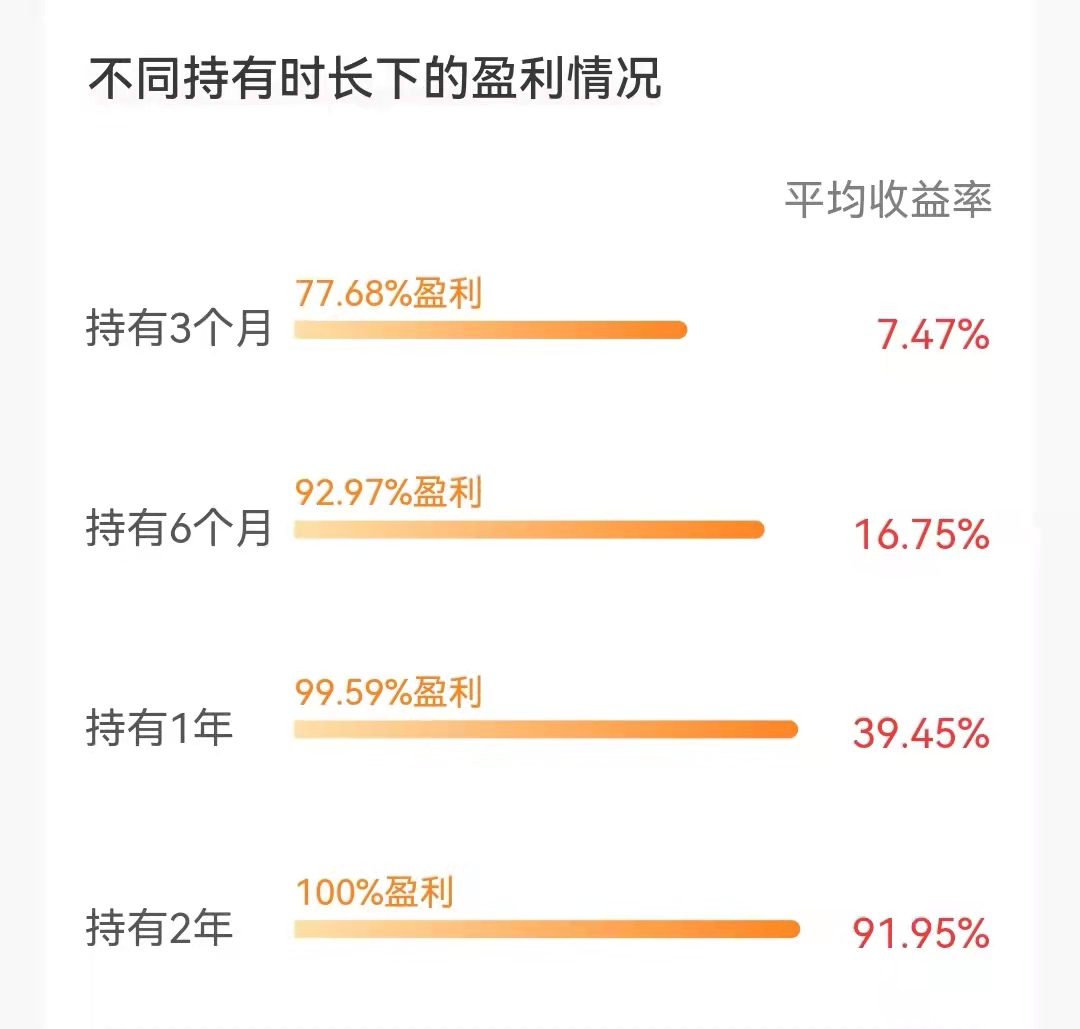 不同持有时长下的盈利情况
平均收益率
77.68%盈利
持有3个月
7.47%
92.97%盈利
持有6个月
16.75%
99.59%盈利
持有1年
39.45%
100%盈利
持有2年
91.95%